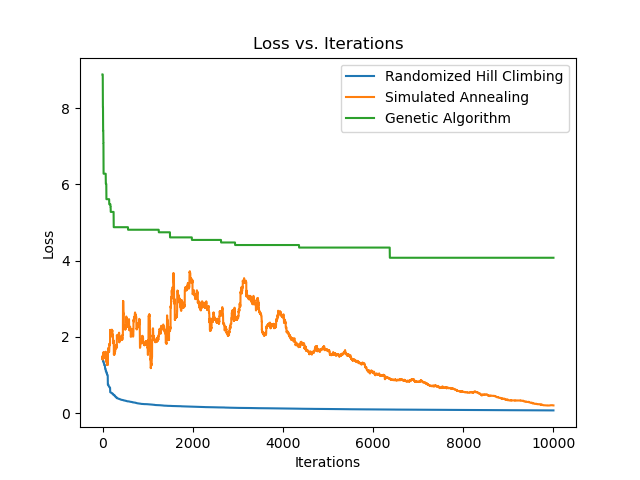 Loss vs. Iterations
Randomized Hill Climbing
Simulated Annealing
Genetic Algorithm
8
6
4
2
0
Loss
0 2000 4000 6000 8000 10000
Iterations